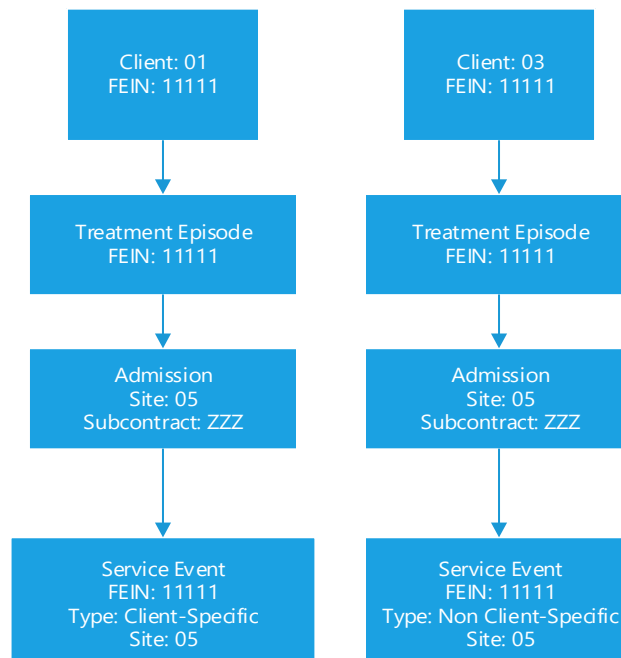 Client: 01
FEIN: 11111
Client: 03
FEIN: 11111
Treatment Episode
FEIN: 11111
Treatment Episode
FEIN: 11111
Admission
Site: 05
Subcontract: ZZZ
Admission
Site: 05
Subcontract: ZZZ
Service Event
FEIN: 11111
Type: Client-Specific
Site: 05
Service Event
FEIN: 11111
Type: Non Client-Specific
Site: 05